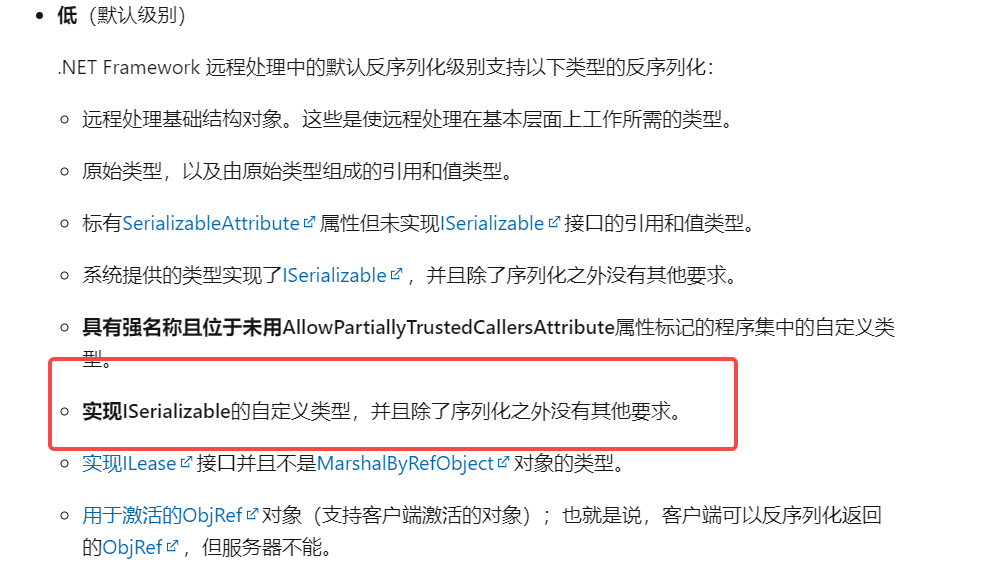 低（默认级别）
.NET Framework 远程处理中的默认反序列化级别支持以下类型的反序列化：
远程处理基础结构对象。这些是使远程处理在基本层面上工作所需的类型。
原始类型，以及由原始类型组成的引用和值类型。
标有SerializableAttribute 属性但未实现ISerializable 接口的引用和值类型。
系统提供的类型实现了ISerializable ，并且除了序列化之外没有其他要求。
具有强名称且位于未用AllowPartiallyTrustedCallersAttribute属性标记的程序集中的自定义类
型。
实现ISerializable的自定义类型，并且除了序列化之外没有其他要求。
实现ILease 接口并且不是MarshalByRefObject 对象的类型。
用于激活的ObjRef 对象（支持客户端激活的对象）；也就是说，客户端可以反序列化返回
的ObjRef ，但服务器不能。